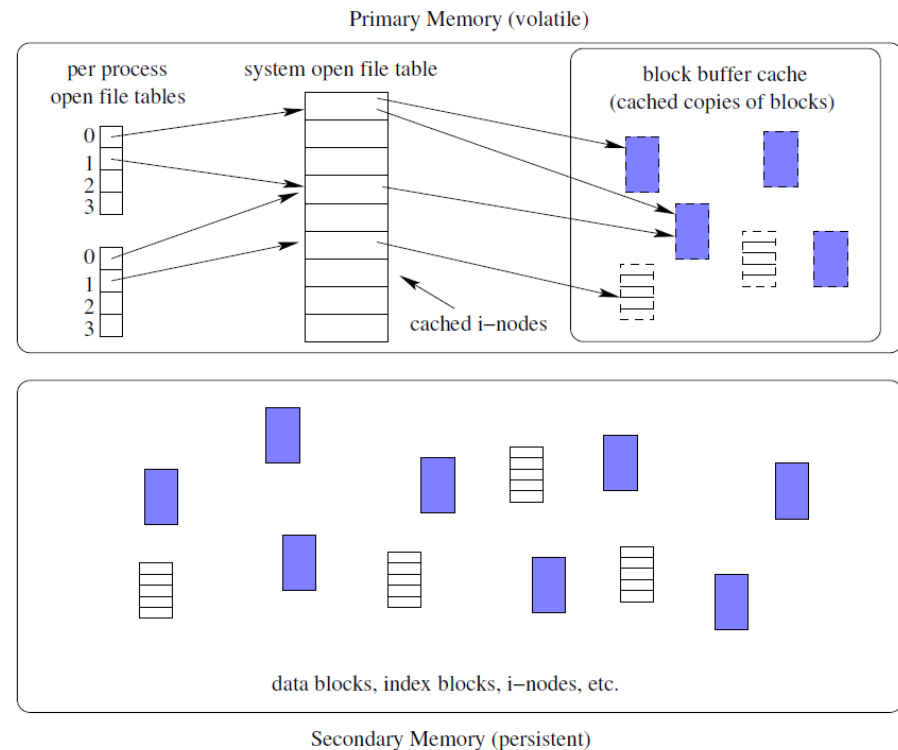 Primary Memory (volatile)
per process
open file tables
system open file table
block buffer cache
(cached copies of blocks)
0
1
2
3
0
1
2
3
cached i−nodes
data blocks, index blocks, i−nodes, etc.
Secondary Memory (persistent)